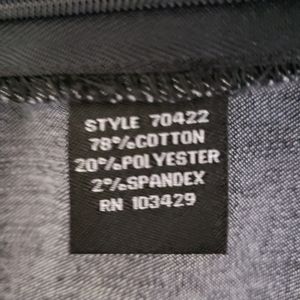 STYLE 70422
78%COTTON
20%POLYESTER
2%SPANDEX
RN 103429